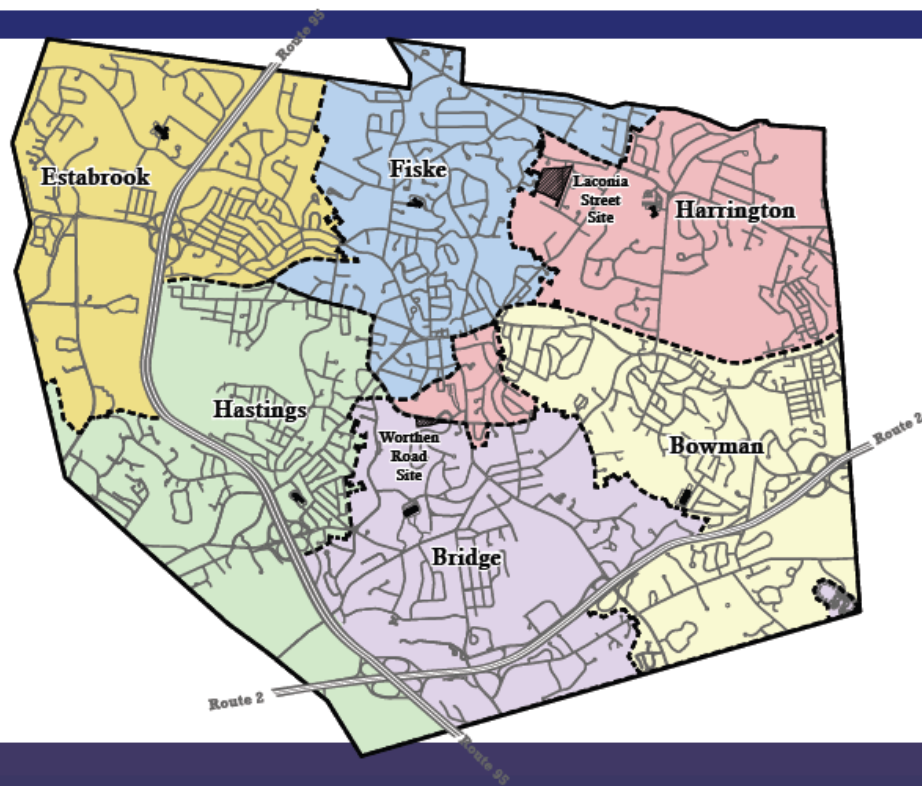 Route 95
Estabrook
Fiske
Laconia
Street
Site
Harrington
Hastings
Worthen
Road
Site
Bowman
Route 2
Bridge
Route 2
Route 95